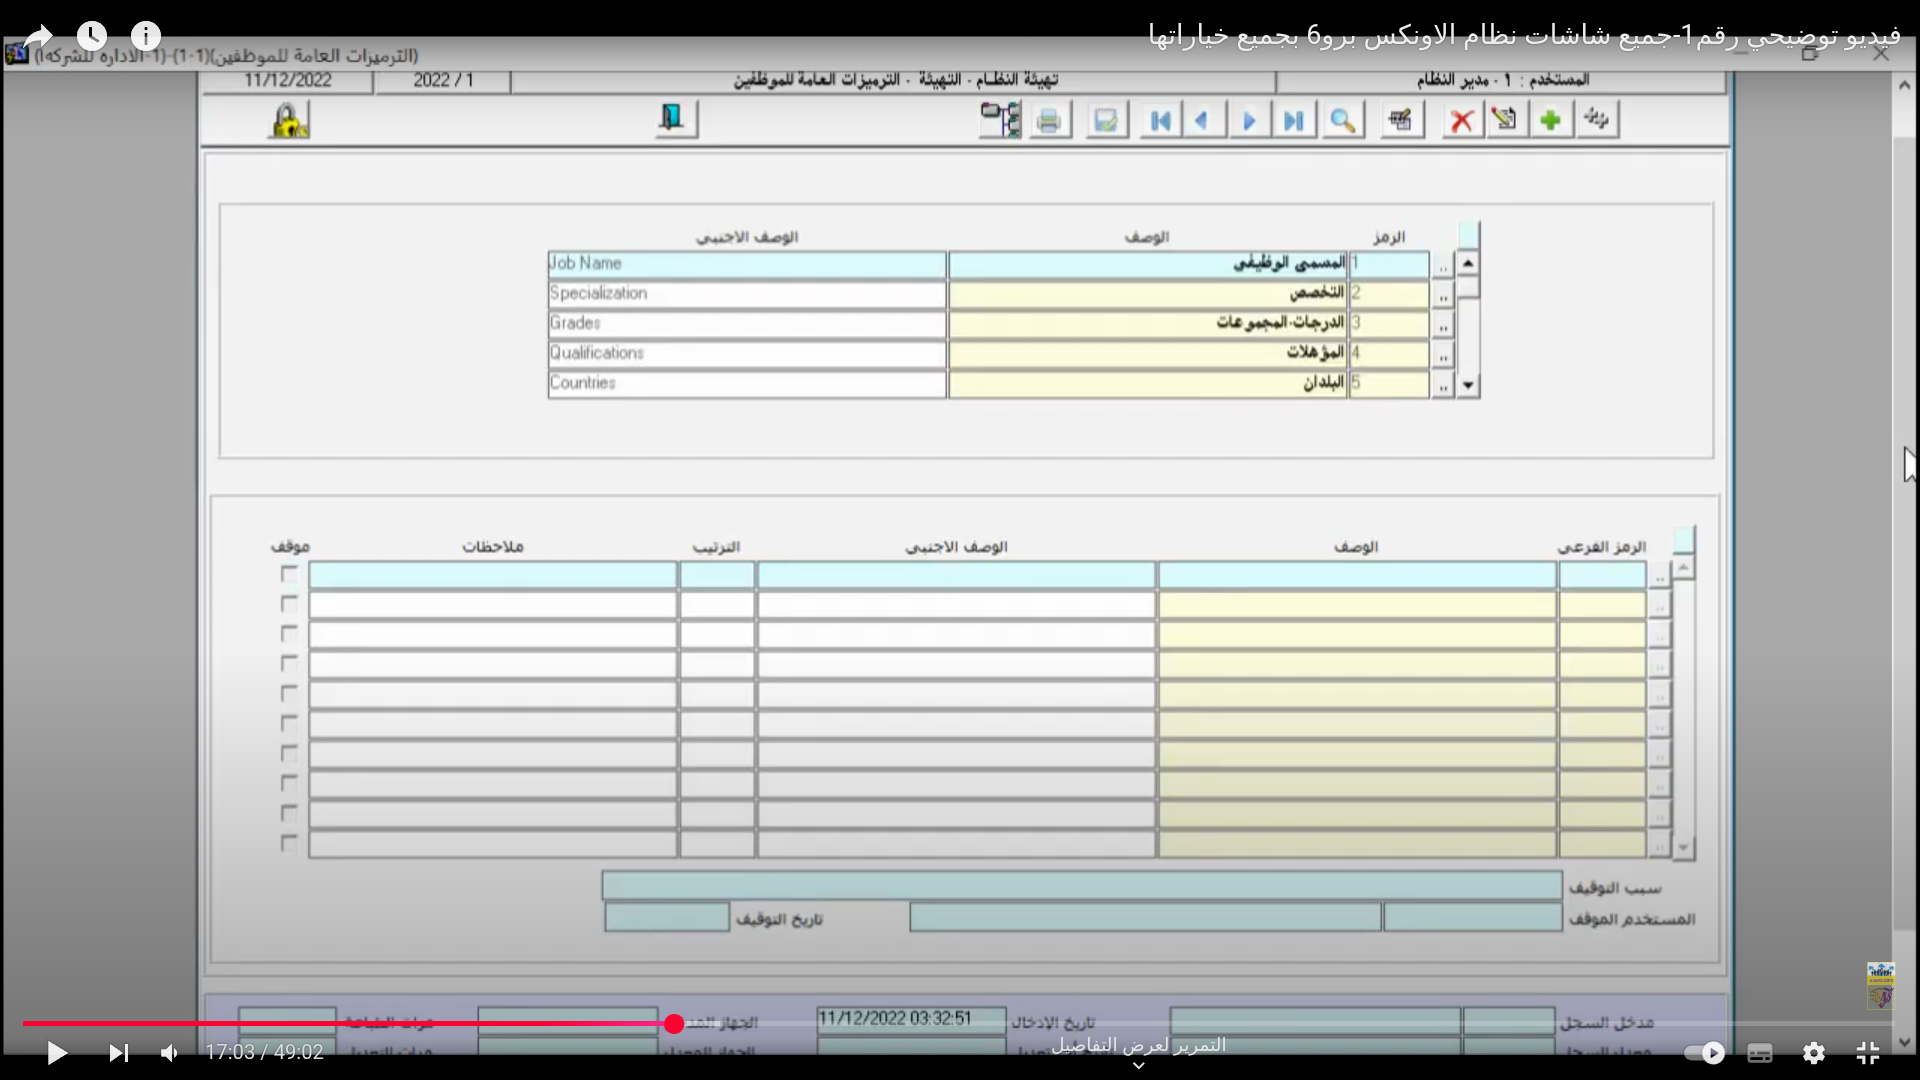 فيديو توضيحي رقم1-جميع شاشات نظام الاونكس برو6 بجميع خياراتها
(الترميزات العامة للموظفين)(1-1)-(1-الاداره للشركة)
المستخدم : ١ - مدير النظام
تهيئة النظام - التهيئة - الترميزات العامة للموظفين
2022 / 1
11/12/2022
الرمز الوصف الوصف الاجنبي
1 المسمى الوظيفي Job Name
2 التخصص Specialization
3 الدرجات-المجموعات Grades
4 المؤهلات Qualifications
5 البلدان Countries
الرمز الفرعي الوصف الوصف الاجنبي الترتيب ملاحظات موقف
سبب التوقيف
المستخدم الموقف تاريخ التوقيف
مدخل السجل تاريخ الإدخال 11/12/2022 03:32:51 الجهاز مرات الطباعة
معدل السجل الجهاز المعدل مرات التعديل
التمرير لعرض التفاصيل
17:03 / 49:02